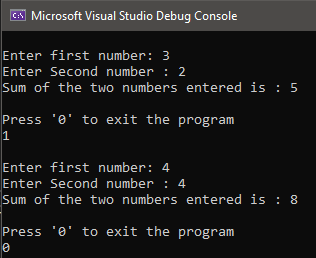 Microsoft Visual Studio Debug Console
Enter first number: 3
Enter Second number : 2
Sum of the two numbers entered is : 5
Press '0' to exit the program
1
Enter first number: 4
Enter Second number : 4
Sum of the two numbers entered is : 8
Press '0' to exit the program
0